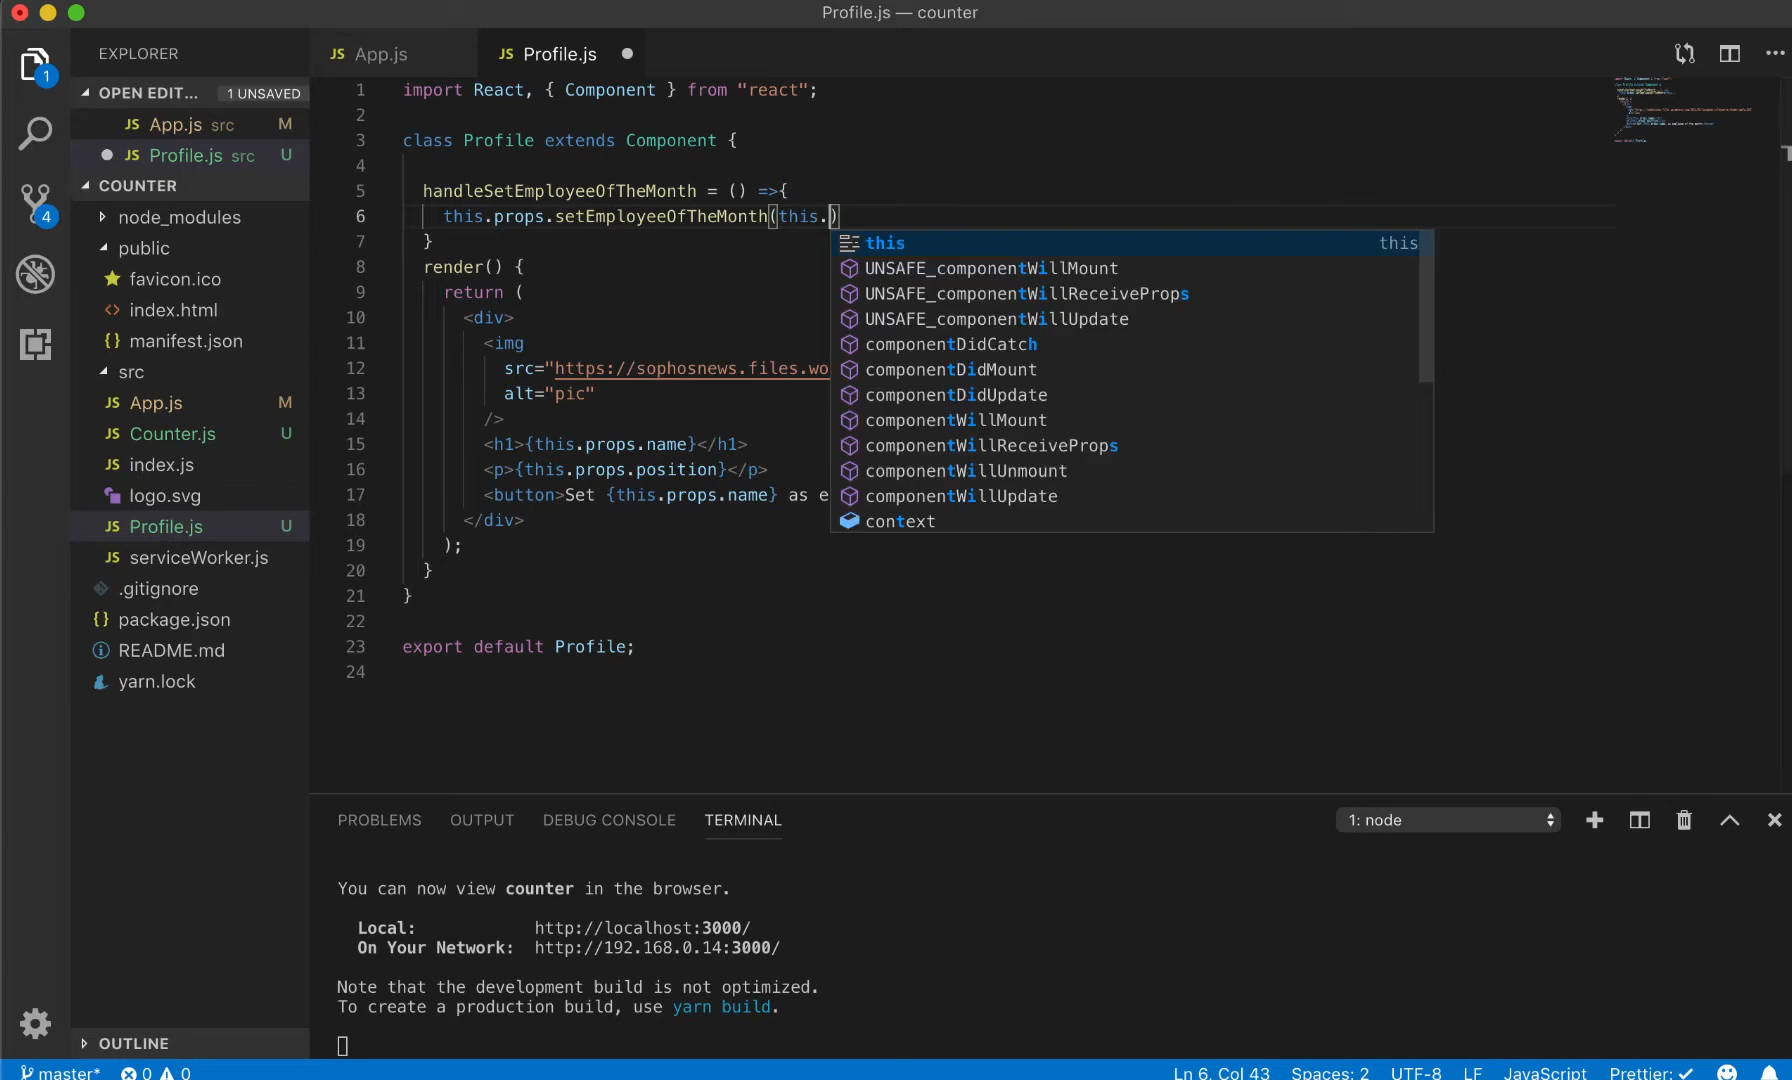 Profile.js — counter
EXPLORER
OPEN EDIT... 1 UNSAVED
JS App.js src M
JS Profile.js src U
COUNTER
node_modules
public
favicon.ico
<> index.html
{} manifest.json
src
JS App.js M
JS Counter.js U
JS index.js
logo.svg
JS Profile.js U
JS serviceWorker.js
.gitignore
{} package.json
README.md
yarn.lock
OUTLINE
1
4
JS App.js
JS Profile.js
1 import React, { Component } from "react";
2
3 class Profile extends Component {
4
5 handleSetEmployeeOfTheMonth = () =>{
6 this.props.setEmployeeOfTheMonth(this.)
7 }
8 render() {
9 return (
10 <div>
11 <img
12 src="https://sophosnews.files.wo
13 alt="pic"
14 />
15 <h1>{this.props.name}</h1>
16 <p>{this.props.position}</p>
17 <button>Set {this.props.name} as e
18 </div>
19 );
20 }
21 }
22
23 export default Profile;
24
this this
UNSAFE_componentWillMount
UNSAFE_componentWillReceiveProps
UNSAFE_componentWillUpdate
componentDidCatch
componentDidMount
componentDidUpdate
componentWillMount
componentWillReceiveProps
componentWillUnmount
componentWillUpdate
context
PROBLEMS OUTPUT DEBUG CONSOLE TERMINAL
1: node
You can now view counter in the browser.
Local: http://localhost:3000/
On Your Network: http://192.168.0.14:3000/
Note that the development build is not optimized.
To create a production build, use yarn build.
master* 0 0
Ln 6, Col 43 Spaces: 2 UTF-8 LF JavaScript Prettier: ✓